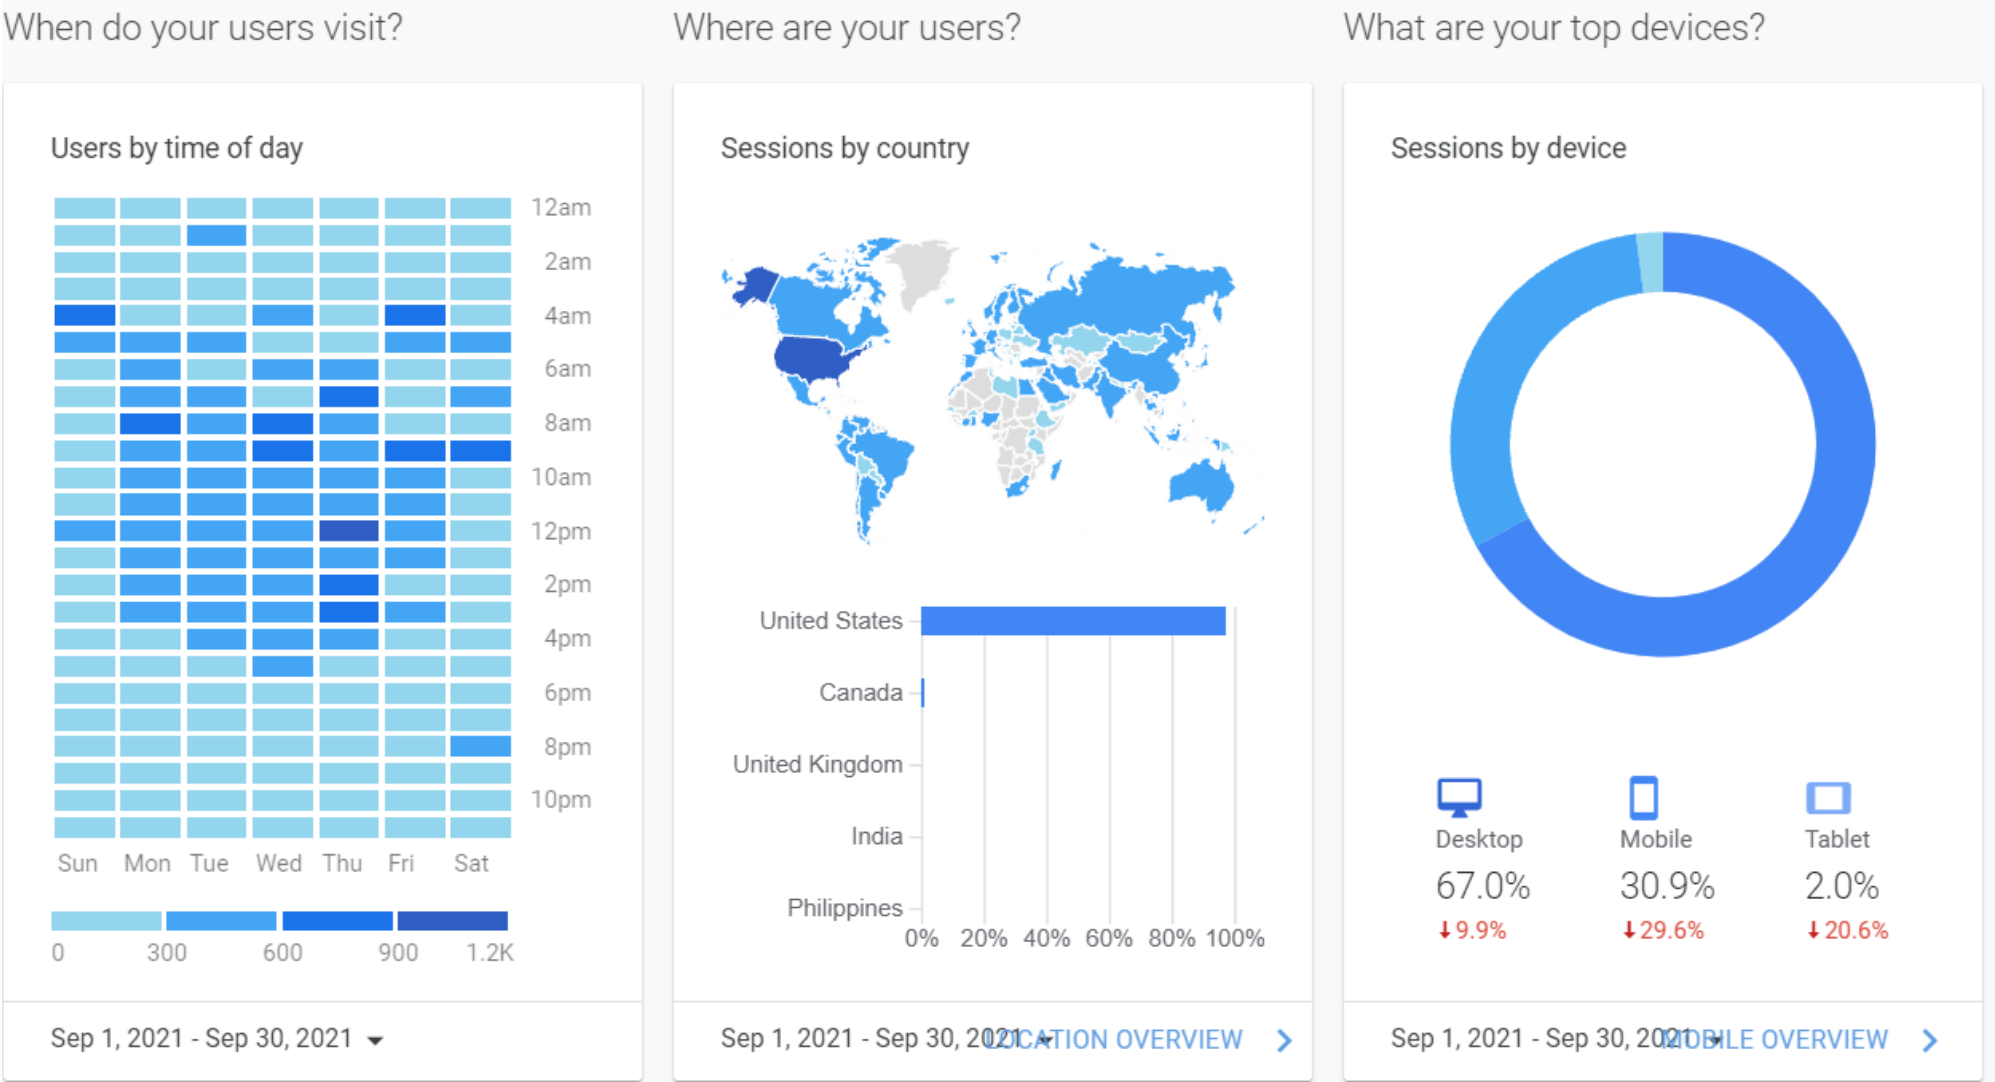 When do your users visit?
Users by time of day
12am
2am
4am
6am
8am
10am
12pm
2pm
4pm
6pm
8pm
10pm
Sun Mon Tue Wed Thu Fri Sat
0 300 600 900 1.2K
Sep 1, 2021 - Sep 30, 2021
Where are your users?
Sessions by country
United States
Canada
United Kingdom
India
Philippines
0% 20% 40% 60% 80% 100%
Sep 1, 2021 - Sep 30, 2021 LOCATION OVERVIEW
What are your top devices?
Sessions by device
Desktop Mobile Tablet
67.0% 30.9% 2.0%
9.9% 29.6% 20.6%
Sep 1, 2021 - Sep 30, 2021 MOBILE OVERVIEW